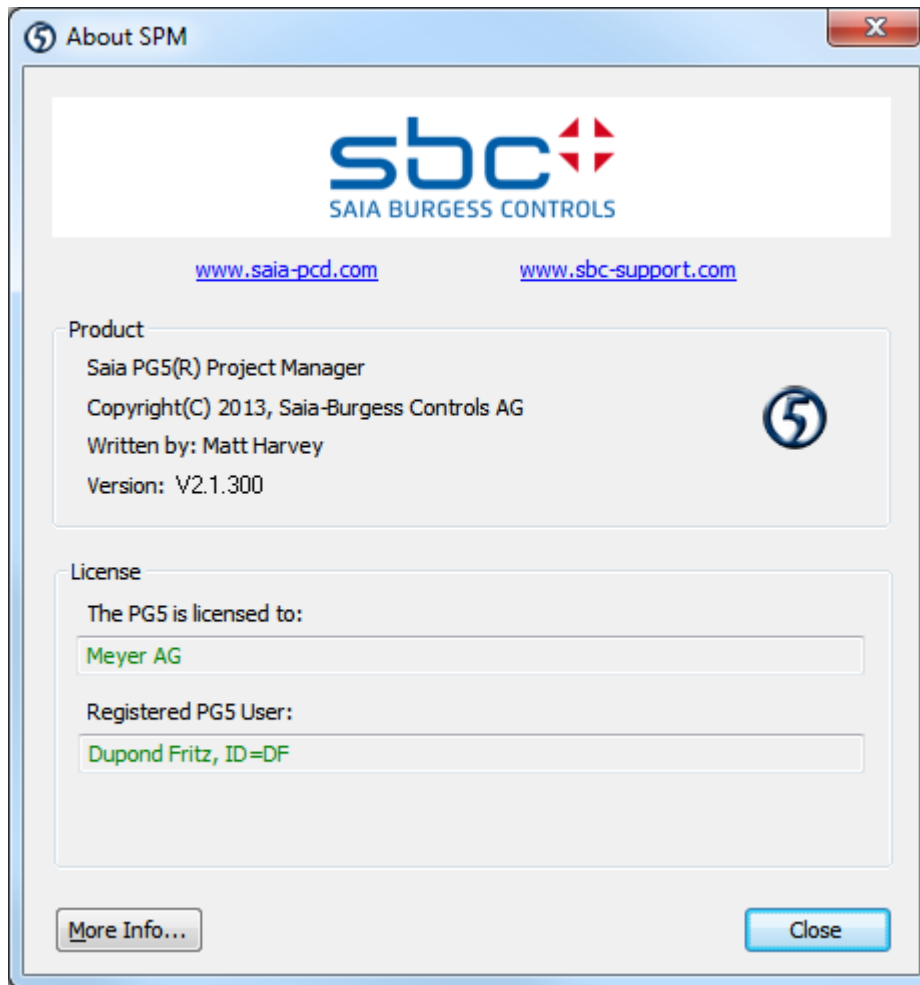 About SPM
sbc
SAIA BURGESS CONTROLS
www.saia-pcd.com www.sbc-support.com
Product
Saia PG5(R) Project Manager
Copyright(C) 2013, Saia-Burgess Controls AG
Written by: Matt Harvey
Version: V2.1.300
License
The PG5 is licensed to:
Meyer AG
Registered PG5 User:
Dupond Fritz, ID=DF
More Info... Close